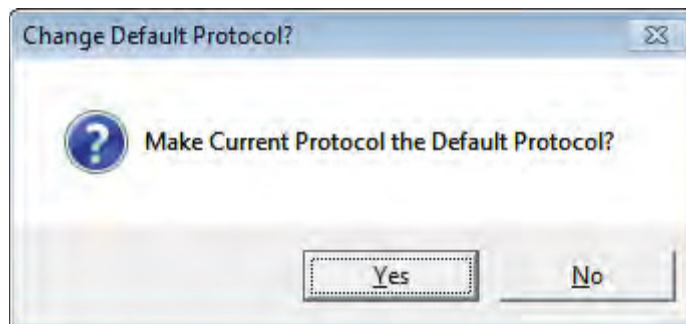 Change Default Protocol?
Make Current Protocol the Default Protocol?
Yes No